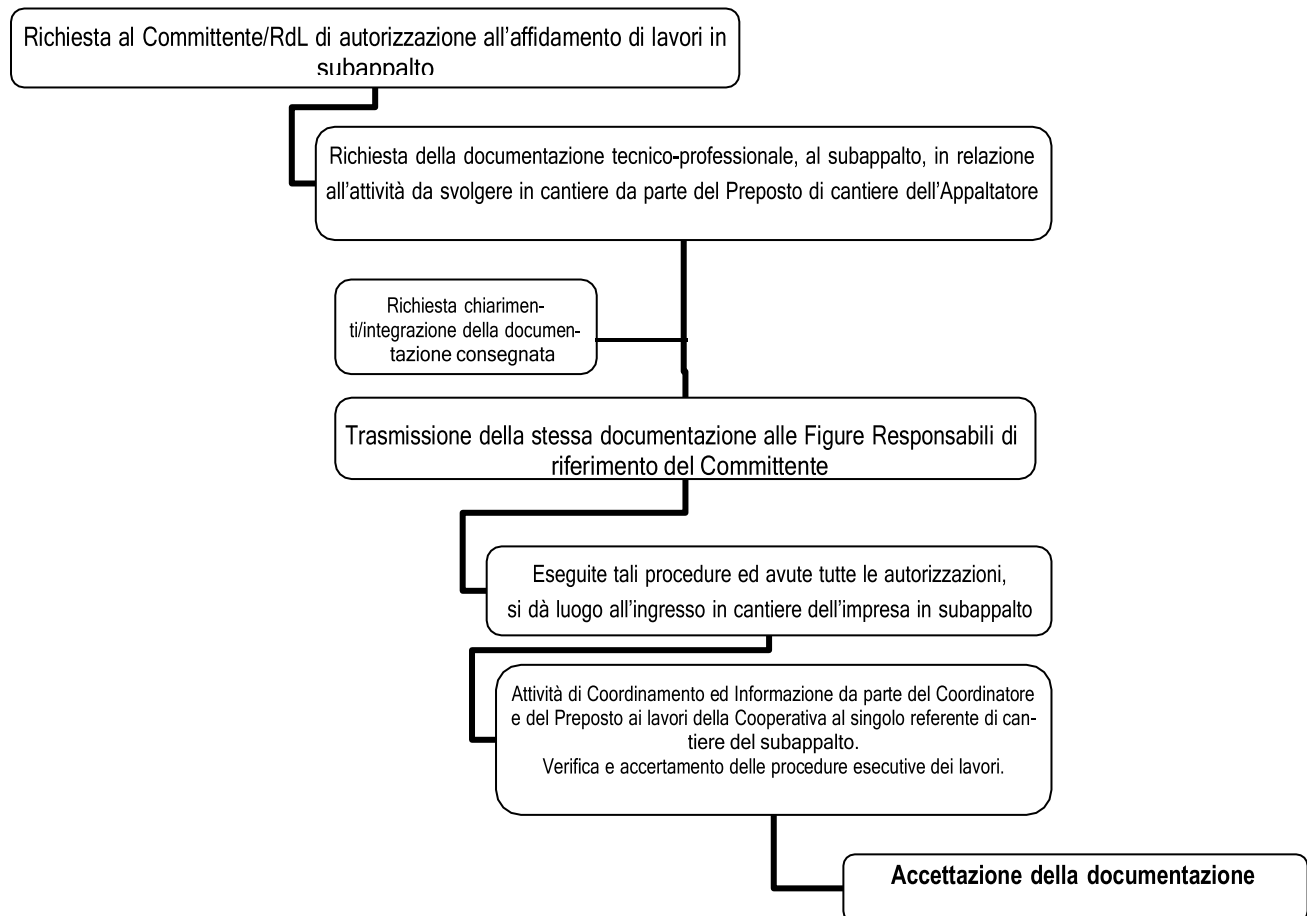 Richiesta al Committente/RdL di autorizzazione all'affidamento di lavori in
subappalto
Richiesta della documentazione tecnico-professionale, al subappalto, in relazione
all'attività da svolgere in cantiere da parte del Preposto di cantiere dell'Appaltatore
Richiesta chiarimen-
ti/integrazione della documen-
tazione consegnata
Trasmissione della stessa documentazione alle Figure Responsabili di
riferimento del Committente
Eseguite tali procedure ed avute tutte le autorizzazioni,
si dà luogo all'ingresso in cantiere dell'impresa in subappalto
Attività di Coordinamento ed Informazione da parte del Coordinatore
e del Preposto ai lavori della Cooperativa al singolo referente di can-
tiere del subappalto.
Verifica e accertamento delle procedure esecutive dei lavori.
Accettazione della documentazione